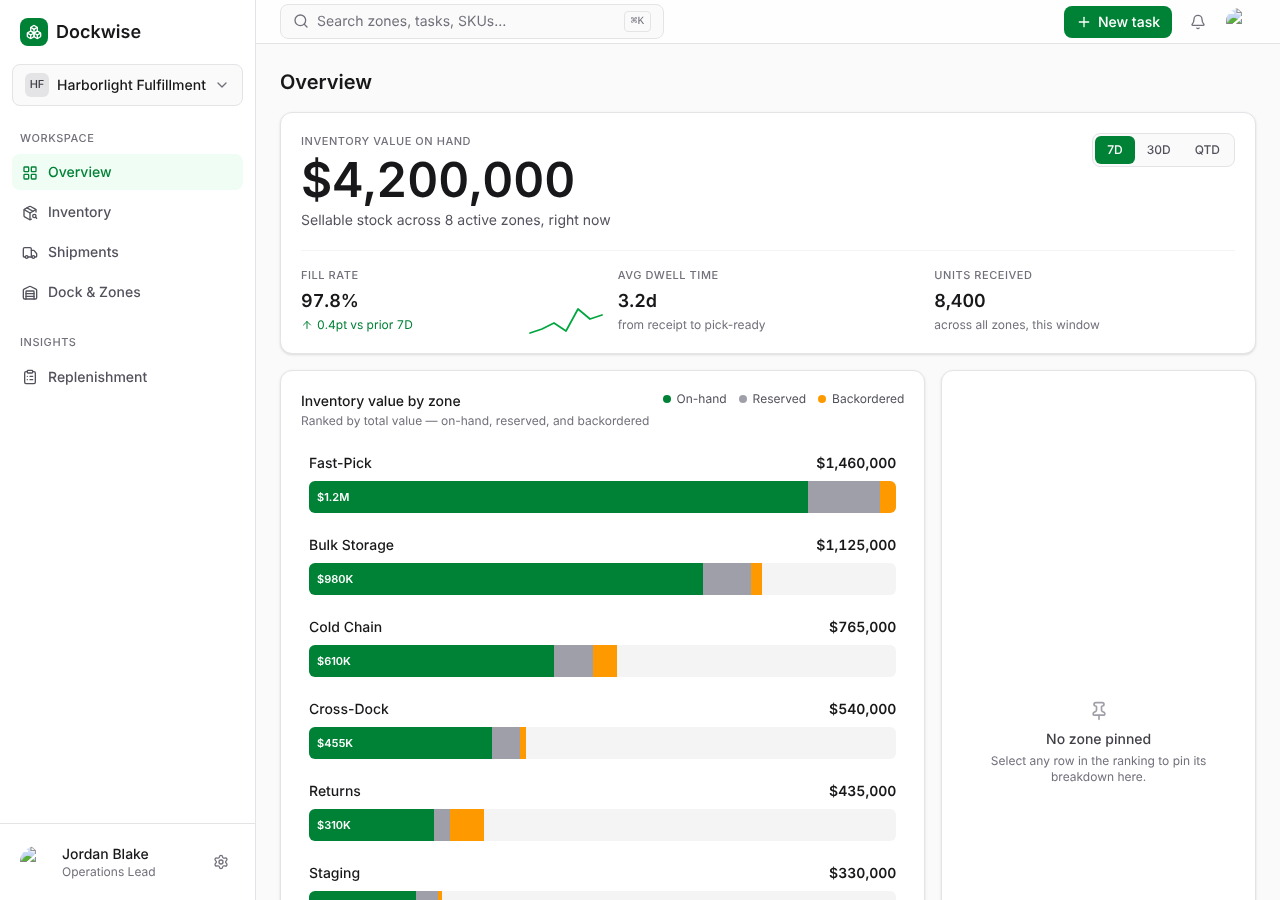 Dockwise
HF Harborlight Fulfillment
WORKSPACE
Overview
Inventory
Shipments
Dock & Zones
INSIGHTS
Replenishment
Jordan Blake
Operations Lead
Search zones, tasks, SKUs...
⌘K
New task
Overview
INVENTORY VALUE ON HAND
$4,200,000
Sellable stock across 8 active zones, right now
7D 30D QTD
FILL RATE
97.8%
↑ 0.4pt vs prior 7D
AVG DWELL TIME
3.2d
from receipt to pick-ready
UNITS RECEIVED
8,400
across all zones, this window
Inventory value by zone
Ranked by total value — on-hand, reserved, and backordered
On-hand Reserved Backordered
Fast-Pick $1,460,000
$1.2M
Bulk Storage $1,125,000
$980K
Cold Chain $765,000
$610K
Cross-Dock $540,000
$455K
Returns $435,000
$310K
Staging $330,000
No zone pinned
Select any row in the ranking to pin its
breakdown here.